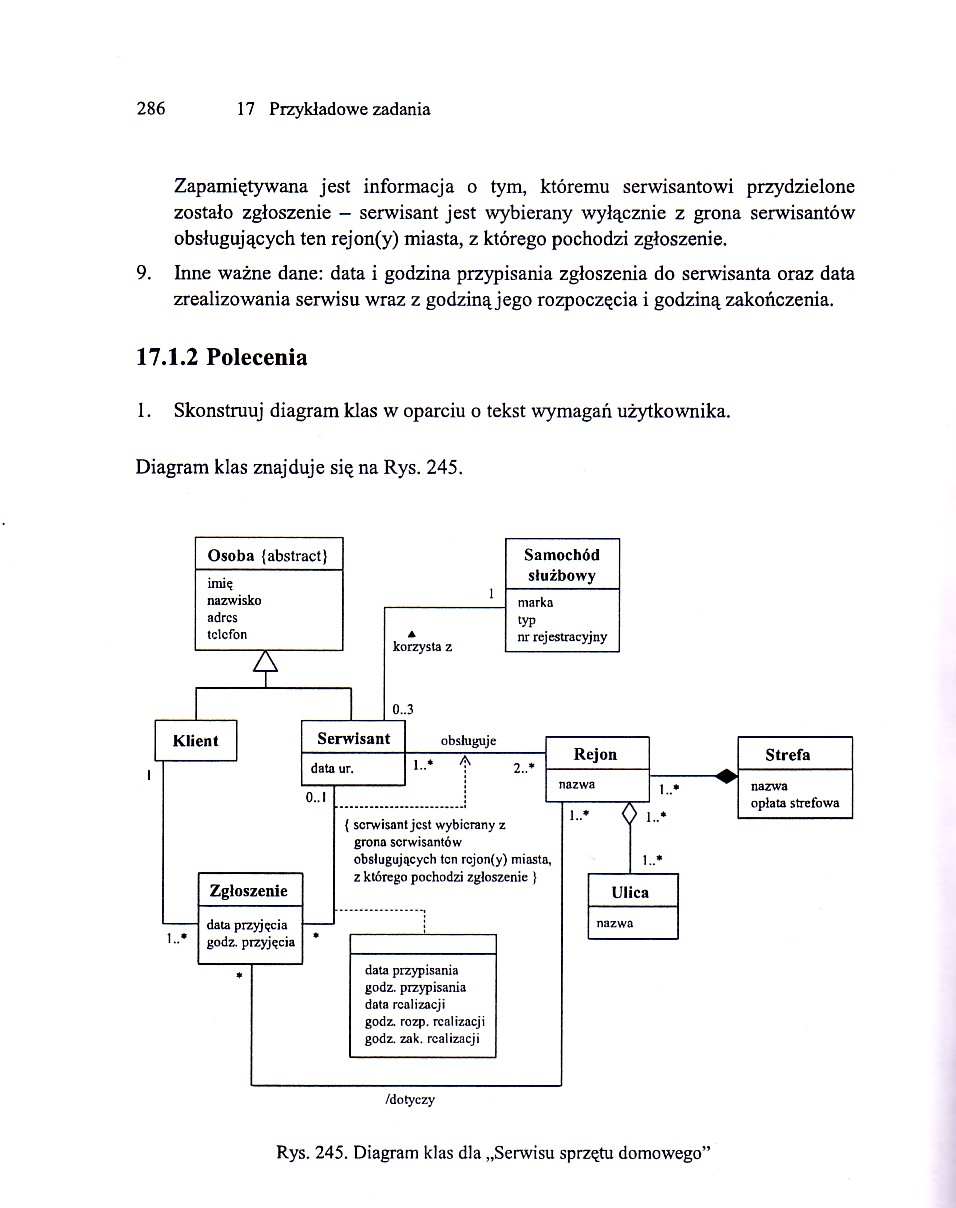 286 17 Przykładowe zadania
Zapamiętywana jest informacja o tym, któremu serwisantowi przydzielone
zostało zgłoszenie – serwisant jest wybierany wyłącznie z grona serwisantów
obsługujących ten rejon(y) miasta, z którego pochodzi zgłoszenie.
9. Inne ważne dane: data i godzina przypisania zgłoszenia do serwisanta oraz data
zrealizowania serwisu wraz z godziną jego rozpoczęcia i godziną zakończenia.
17.1.2 Polecenia
1. Skonstruuj diagram klas w oparciu o tekst wymagań użytkownika.
Diagram klas znajduje się na Rys. 245.
Osoba {abstract}
imię
nazwisko
adres
telefon
Samochód
służbowy
marka
typ
nr rejestracyjny
1
korzysta z
0..3
Klient
1
Serwisant
data ur.
0..1
obsługuje
1..*
2..*
Rejon
nazwa
1..*
1..*
1..*
Strefa
nazwa
opłata strefowa
{ serwisant jest wybierany z
grona serwisantów
obsługujących ten rejon(y) miasta,
z którego pochodzi zgłoszenie }
1..*
Ulica
nazwa
Zgłoszenie
data przyjęcia
godz. przyjęcia
1..*
*
*
data przypisania
godz. przypisania
data realizacji
godz. rozp. realizacji
godz. zak. realizacji
/dotyczy
Rys. 245. Diagram klas dla „Serwisu sprzętu domowego”